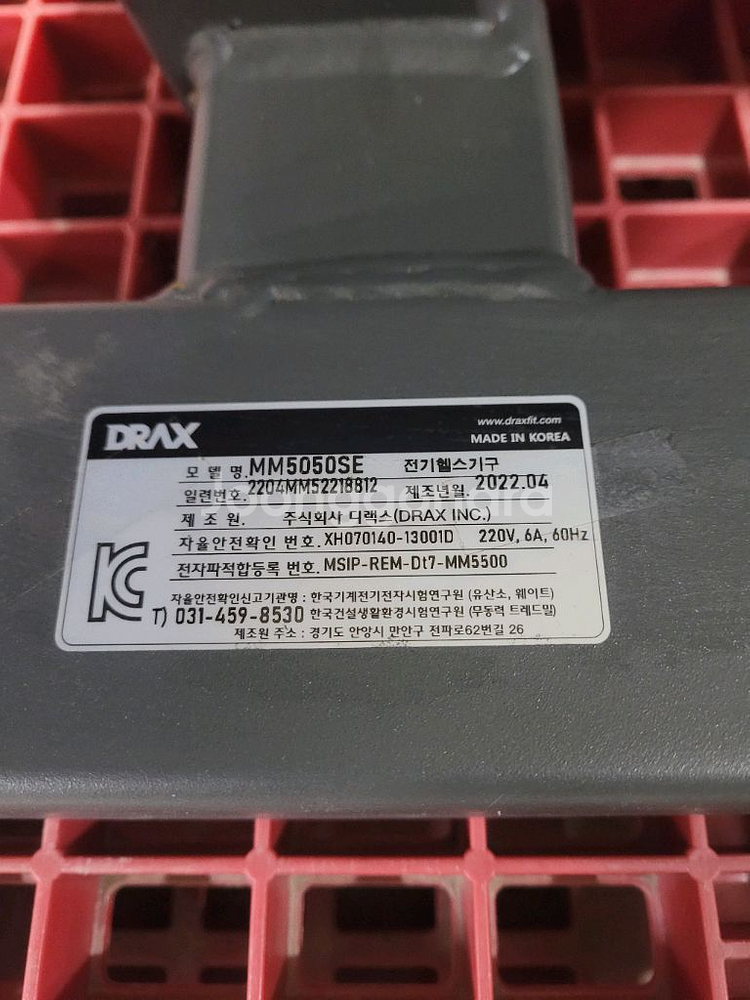 DRAX
www.draxfit.com
MADE IN KOREA
모 델 명. MM5050SE 전기헬스기구
일련번호. 2204MM52218812 제조년월. 2022.04
제 조 원. 주식회사 디랙스(DRAX INC.)
자율안전확인 번호. XH070140-13001D 220V, 6A, 60Hz
전자파적합등록 번호. MSIP-REM-Dt7-MM5500
자율안전확인신고기관명 : 한국기계전기전자시험연구원 (유산소, 웨이트)
T) 031-459-8530 한국건설생활환경시험연구원 (무동력 트레드밀)
제조원 주소 : 경기도 안양시 만안구 전파로62번길 26